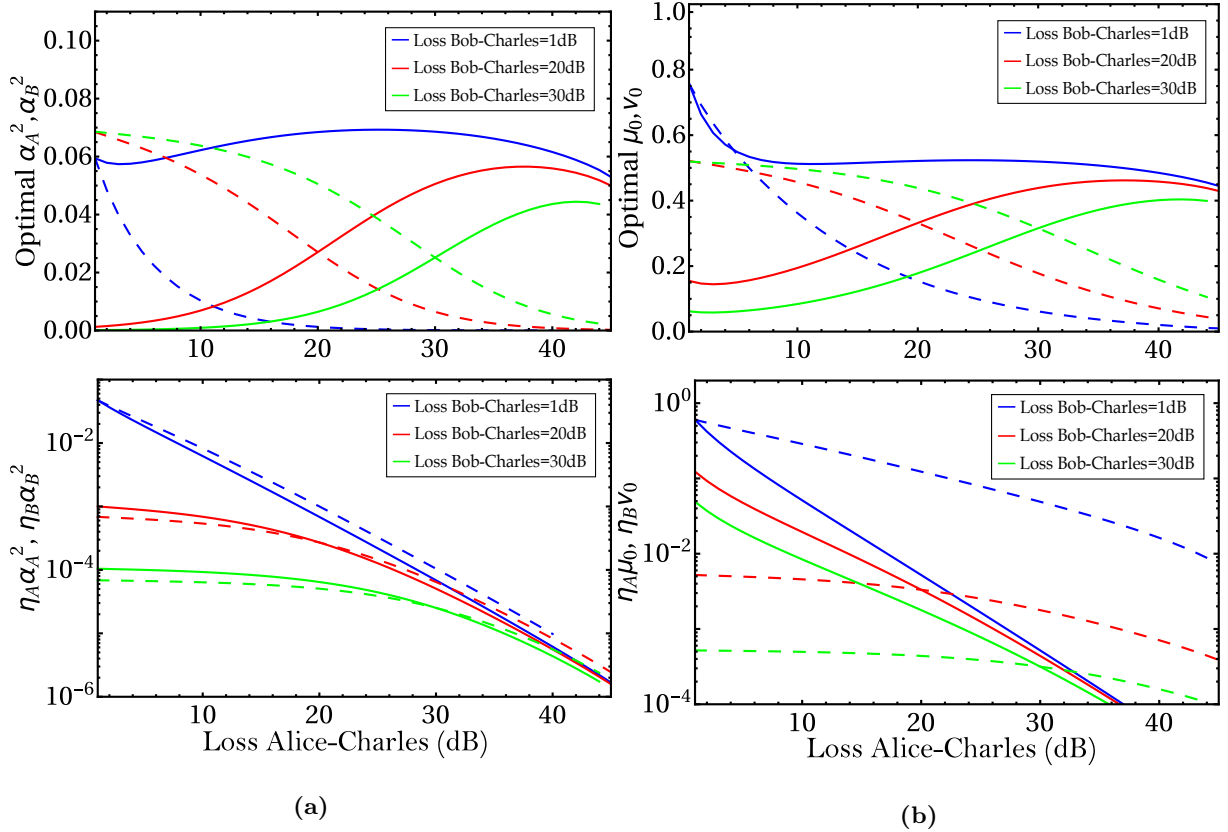 Optimal α_A^2, α_B^2
0.10
0.08
0.06
0.04
0.02
0.00
10 20 30 40
Loss Bob-Charles=1dB
Loss Bob-Charles=20dB
Loss Bob-Charles=30dB
Optimal μ_0, ν_0
1.0
0.8
0.6
0.4
0.2
0.0
10 20 30 40
Loss Bob-Charles=1dB
Loss Bob-Charles=20dB
Loss Bob-Charles=30dB
η_Aα_A^2, η_Bα_B^2
10^-2
10^-4
10^-6
10 20 30 40
Loss Bob-Charles=1dB
Loss Bob-Charles=20dB
Loss Bob-Charles=30dB
Loss Alice-Charles (dB)
(a)
η_Aμ_0, η_Bν_0
10^0
10^-2
10^-4
10 20 30 40
Loss Bob-Charles=1dB
Loss Bob-Charles=20dB
Loss Bob-Charles=30dB
Loss Alice-Charles (dB)
(b)